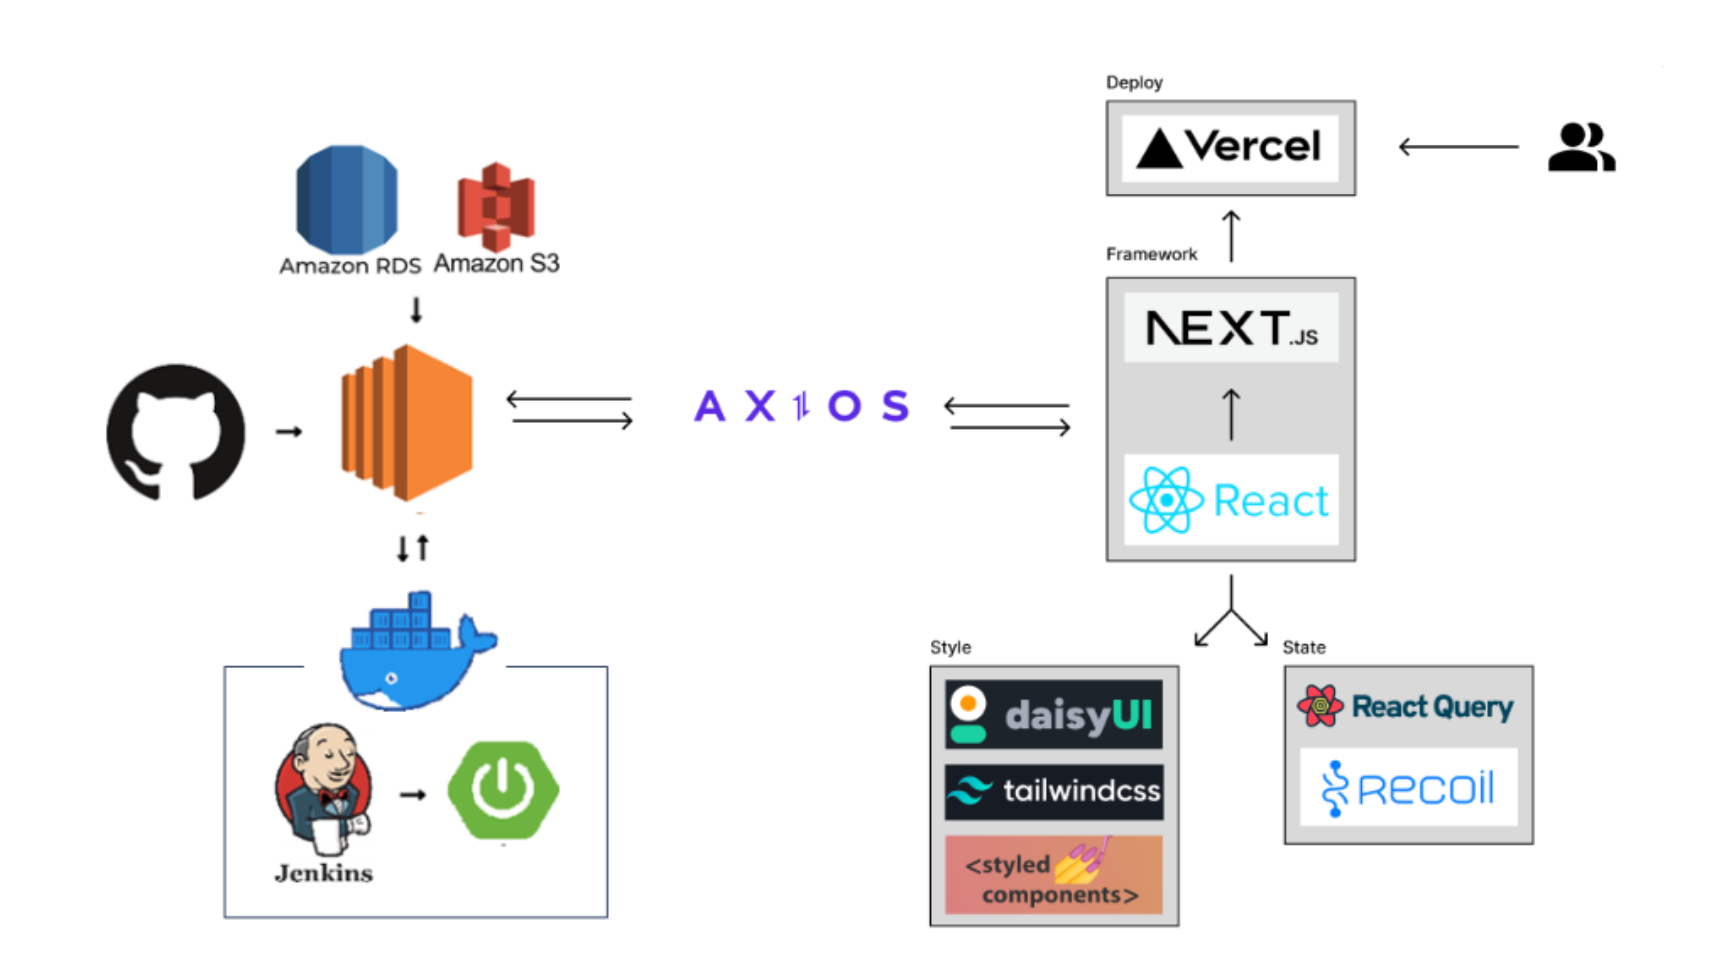 Deploy
Vercel
Amazon RDS
Amazon S3
Framework
NEXT.JS
AXIOS
React
Style
State
daisyUI
React Query
tailwindcss
Recoil
<styled
components>
Jenkins